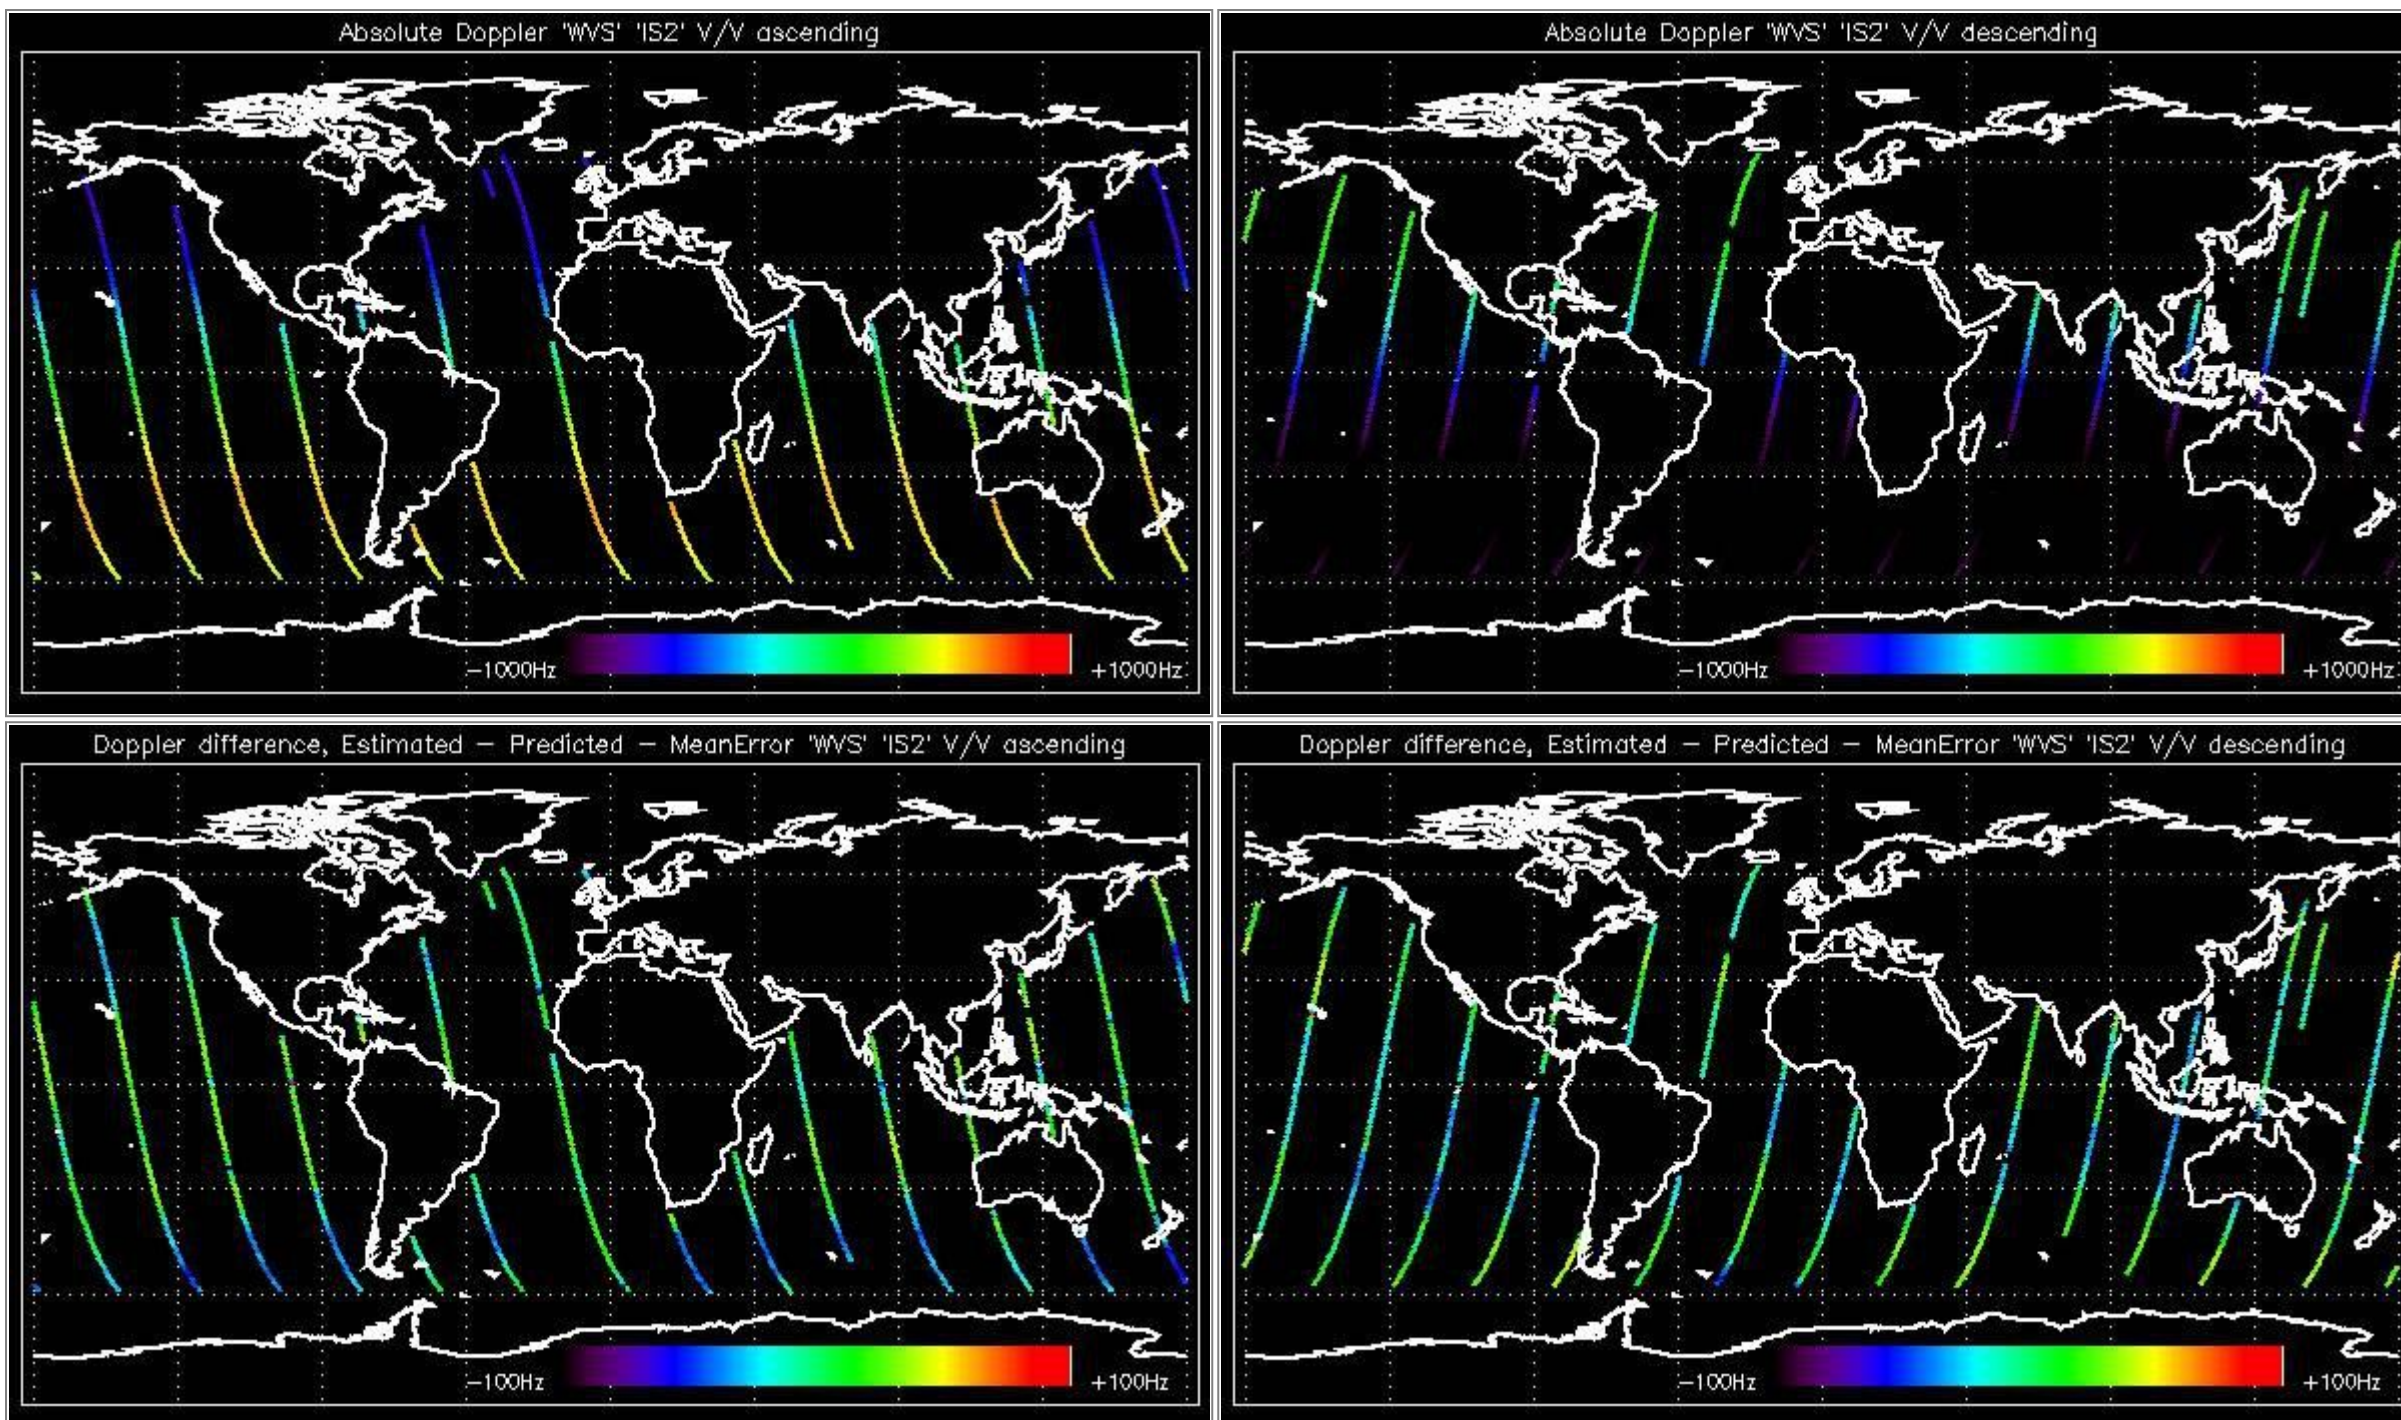 Absolute Doppler 'WVS' 'IS2' V/V ascending
-1000Hz
+1000Hz
Absolute Doppler 'WVS' 'IS2' V/V descending
-1000Hz
+1000Hz
Doppler difference, Estimated - Predicted - MeanError 'WVS' 'IS2' V/V ascending
-100Hz
+100Hz
Doppler difference, Estimated - Predicted - MeanError 'WVS' 'IS2' V/V descending
-100Hz
+100Hz